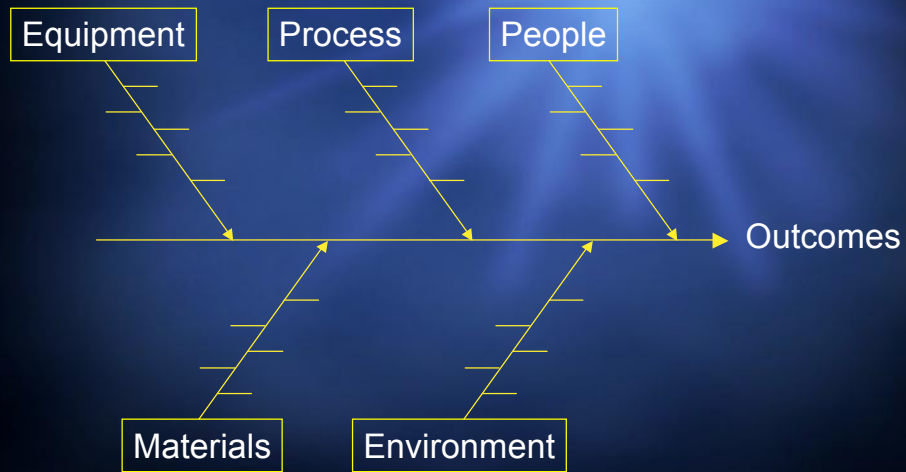 Equipment
Process
People
Outcomes
Materials
Environment